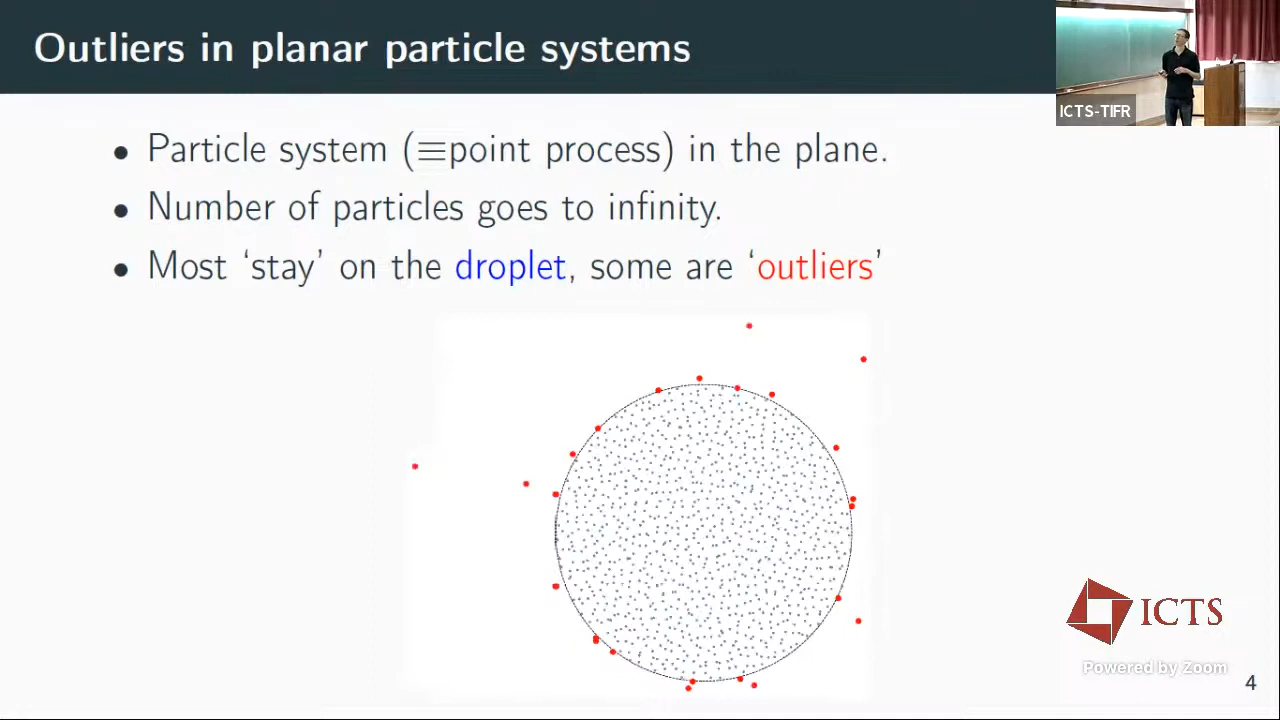 Outliers in planar particle systems
ICTS-TIFR
• Particle system (≡point process) in the plane.
• Number of particles goes to infinity.
• Most ‘stay’ on the droplet, some are ‘outliers’
ICTS
Powered by Zoom
4